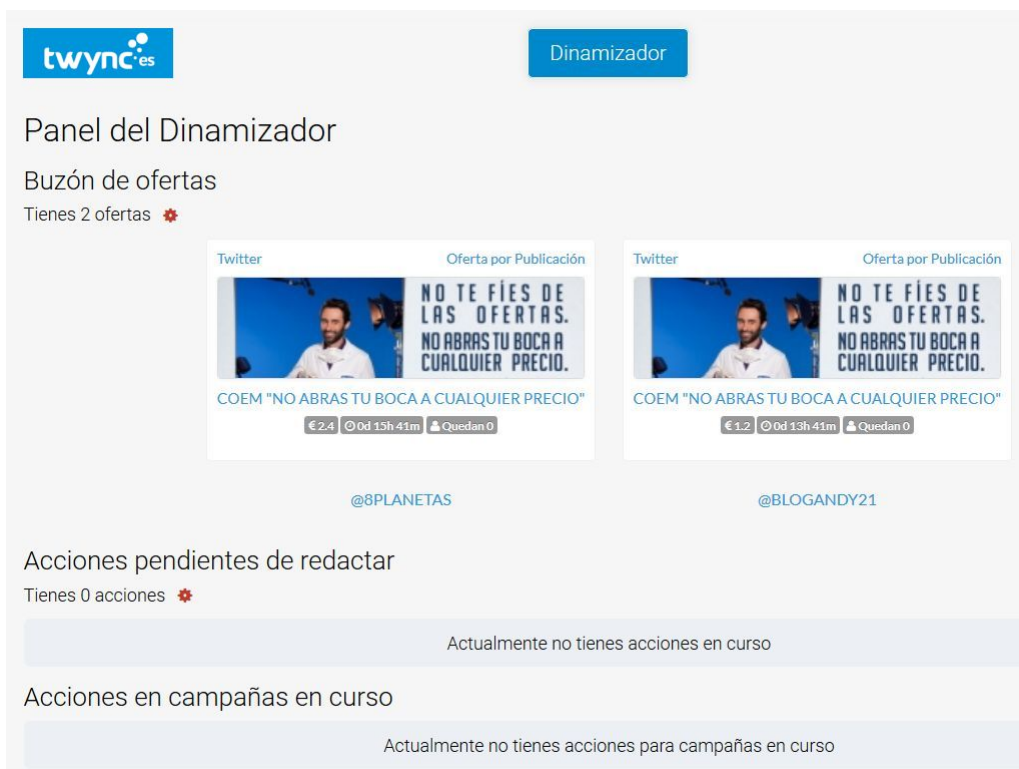 twync.es
Dinamizador
Panel del Dinamizador
Buzón de ofertas
Tienes 2 ofertas
Twitter Oferta por Publicación
NO TE FÍES DE
LAS OFERTAS.
NO ABRAS TU BOCA A
CUALQUIER PRECIO.
COEM "NO ABRAS TU BOCA A CUALQUIER PRECIO"
€ 2.4 0d 15h 41m Quedan 0
@8PLANETAS
Twitter Oferta por Publicación
NO TE FÍES DE
LAS OFERTAS.
NO ABRAS TU BOCA A
CUALQUIER PRECIO.
COEM "NO ABRAS TU BOCA A CUALQUIER PRECIO"
€ 1.2 0d 13h 41m Quedan 0
@BLOGANDY21
Acciones pendientes de redactar
Tienes 0 acciones
Actualmente no tienes acciones en curso
Acciones en campañas en curso
Actualmente no tienes acciones para campañas en curso